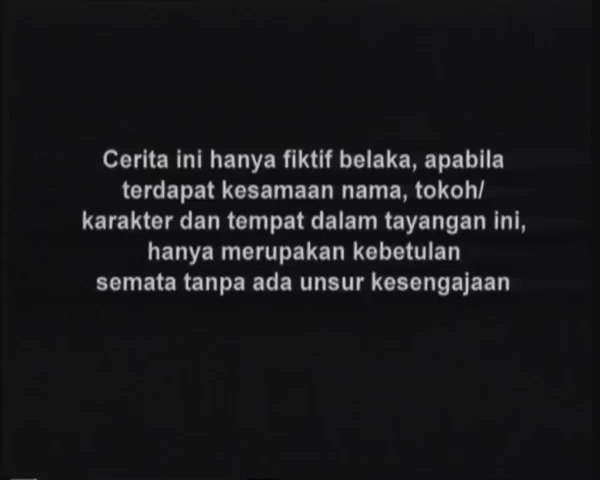 Cerita ini hanya fiktif belaka, apabila
terdapat kesamaan nama, tokoh/
karakter dan tempat dalam tayangan ini,
hanya merupakan kebetulan
semata tanpa ada unsur kesengajaan